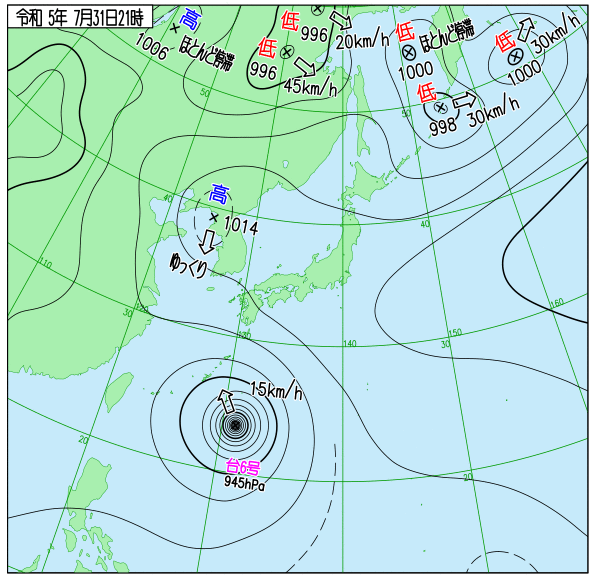 令和 5年 7月31日21時
高
1006
ほとんど停滞
低
996
20km/h
低
996
45km/h
低
1000
ほとんど停滞
低
1000
30km/h
低
998
30km/h
50
50
40
高
1014
ゆっくり
40
110
120
30
130
140
30
150
160
15km/h
台6号
945hPa
20
20